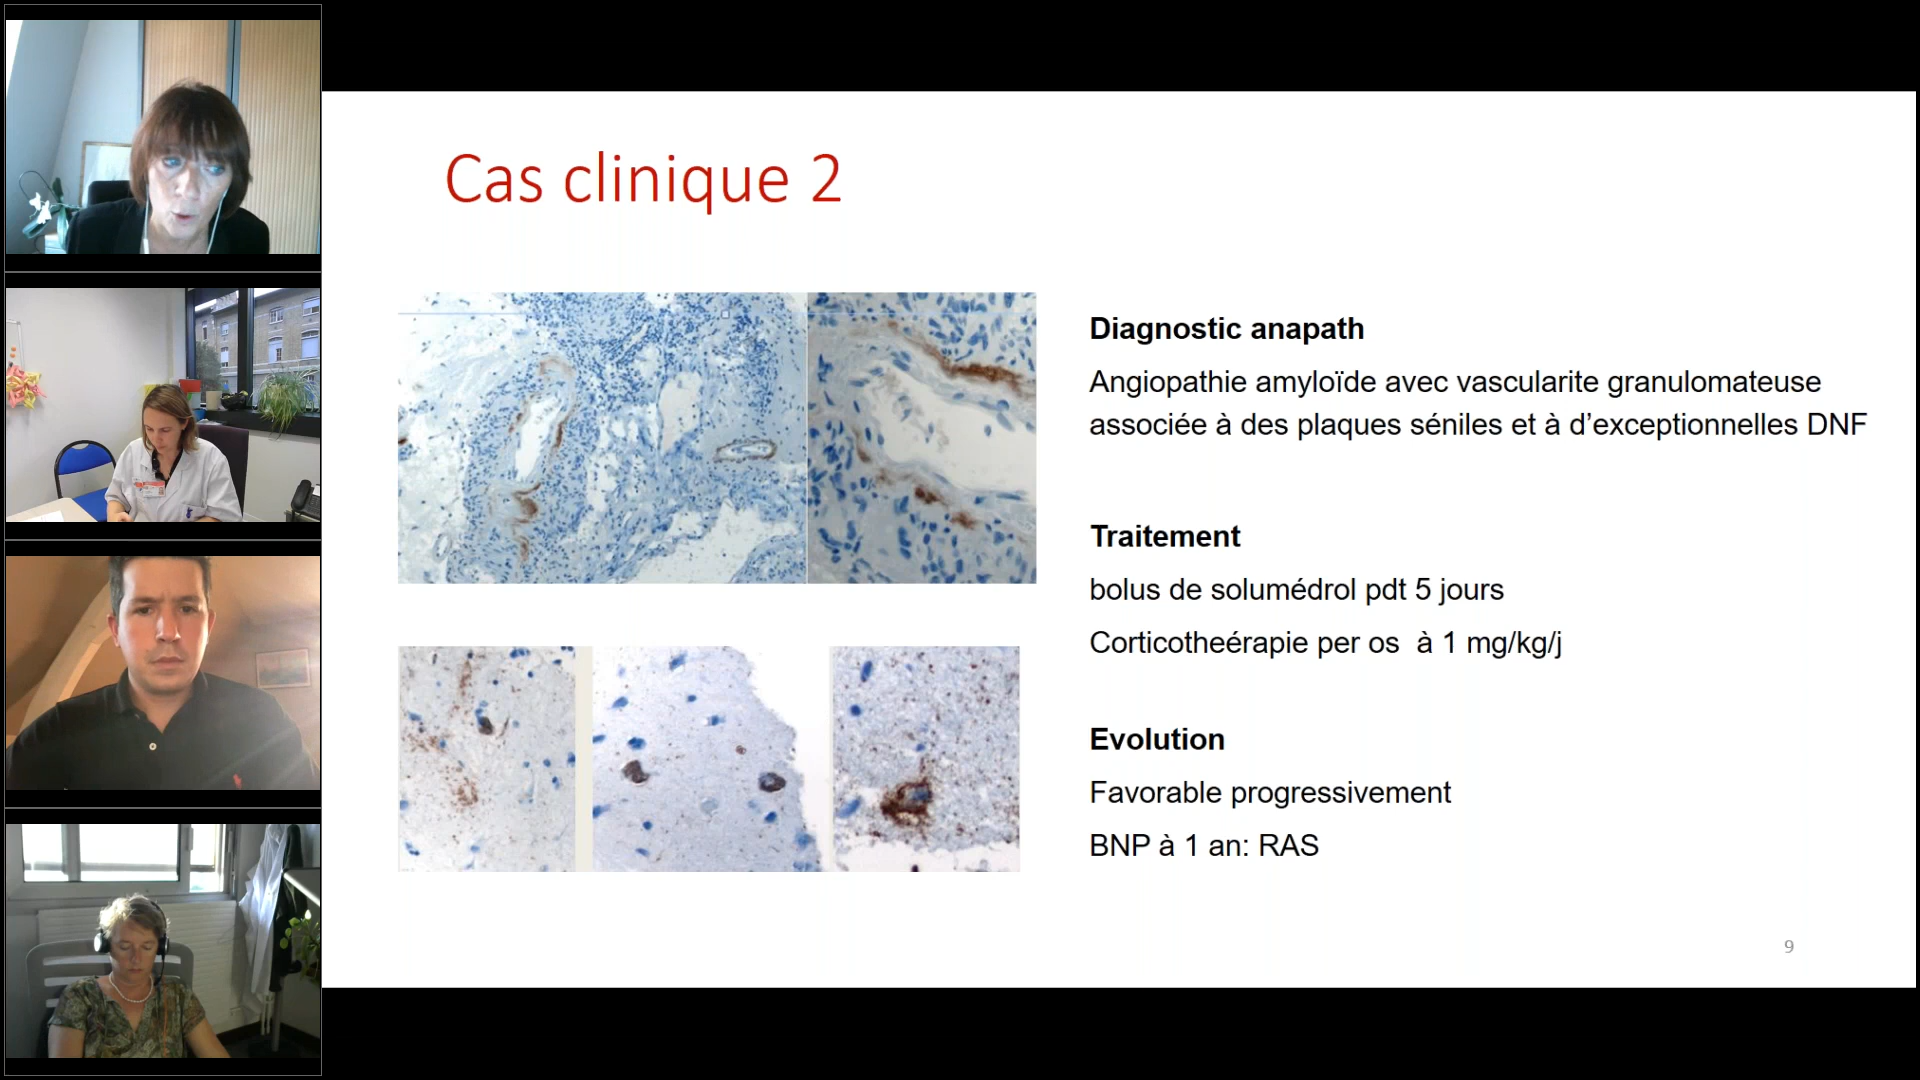 Cas clinique 2
Diagnostic anapath
Angiopathie amyloïde avec vascularite granulomateuse
associée à des plaques séniles et à d’exceptionnelles DNF
Traitement
bolus de solumédrol pdt 5 jours
Corticotheérapie per os à 1 mg/kg/j
Evolution
Favorable progressivement
BNP à 1 an: RAS
9